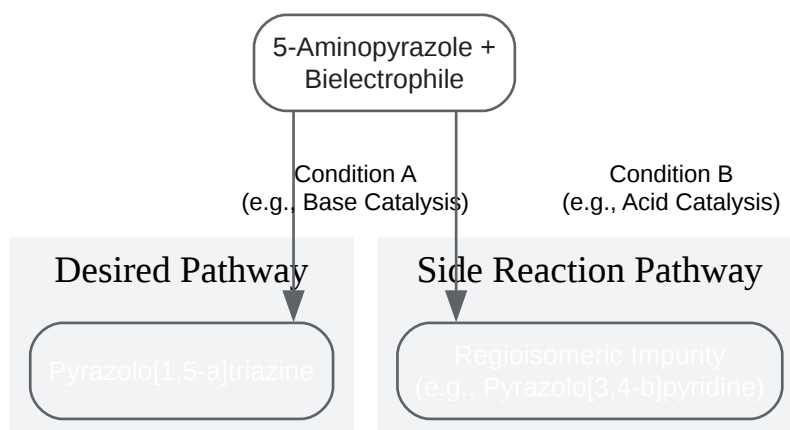 5-Aminopyrazole +
Bielectrophile
Condition A
(e.g., Base Catalysis)
Condition B
(e.g., Acid Catalysis)
Desired Pathway
Side Reaction Pathway
Pyrazolo[1,5-a]triazine
Regioisomeric Impurity
(e.g., Pyrazolo[3,4-b]pyridine)